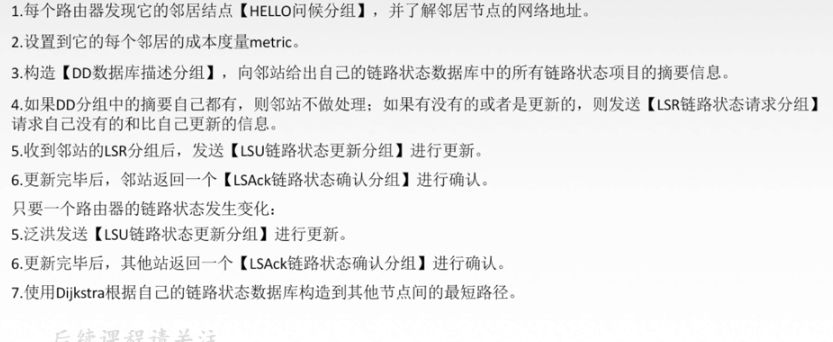 1.每个路由器发现它的邻居结点【HELLO问候分组】，并了解邻居节点的网络地址。
2.设置到它的每个邻居的成本度量metric。
3.构造【DD数据库描述分组】，向邻站给出自己的链路状态数据库中的所有链路状态项目的摘要信息。
4.如果DD分组中的摘要自己都有，则邻站不做处理；如果有没有的或者是更新的，则发送【LSR链路状态请求分组】
请求自己没有的和比自己更新的信息。
5.收到邻站的LSR分组后，发送【LSU链路状态更新分组】进行更新。
6.更新完毕后，邻站返回一个【LSAck链路状态确认分组】进行确认。
只要一个路由器的链路状态发生变化：
5.泛洪发送【LSU链路状态更新分组】进行更新。
6.更新完毕后，其他站返回一个【LSAck链路状态确认分组】进行确认。
7.使用Dijkstra根据自己的链路状态数据库构造到其他节点间的最短路径。
后续课程请关注